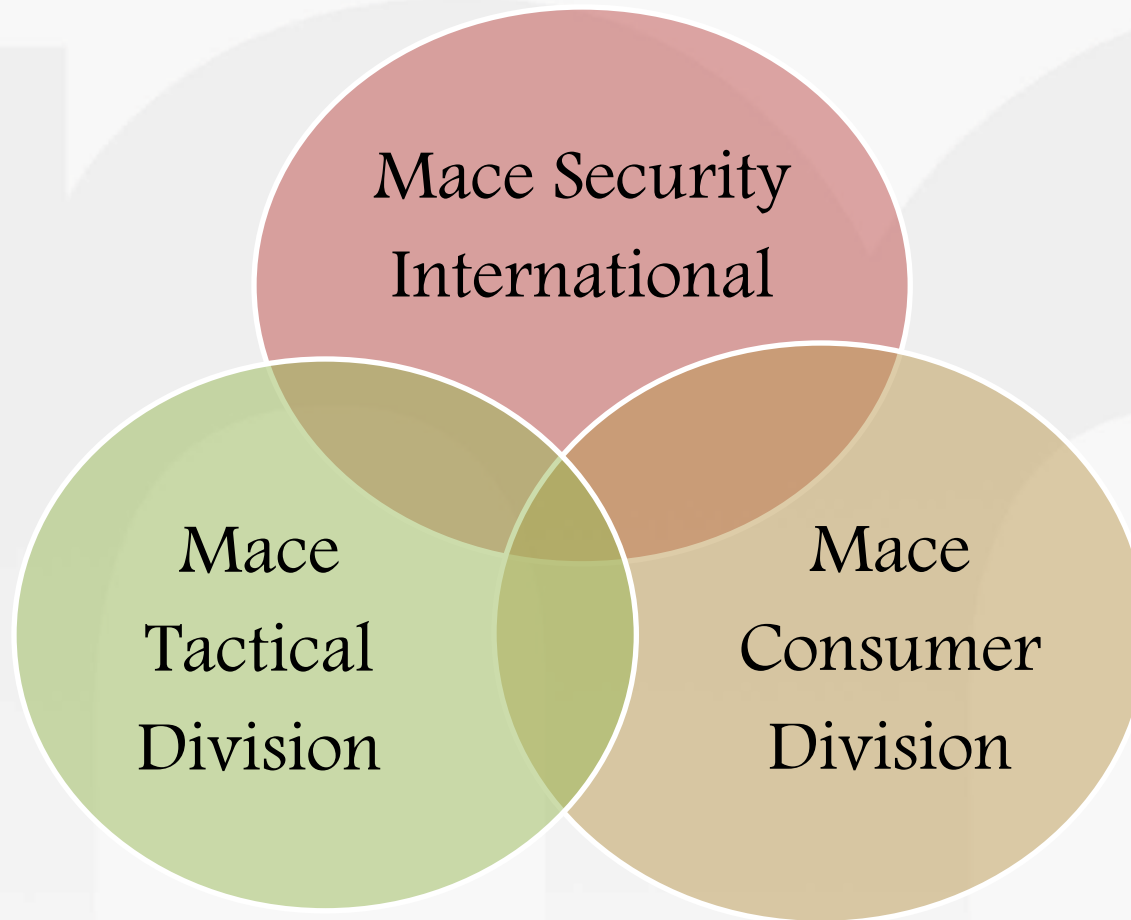 Mace Security
International
Mace
Tactical
Division
Mace
Consumer
Division